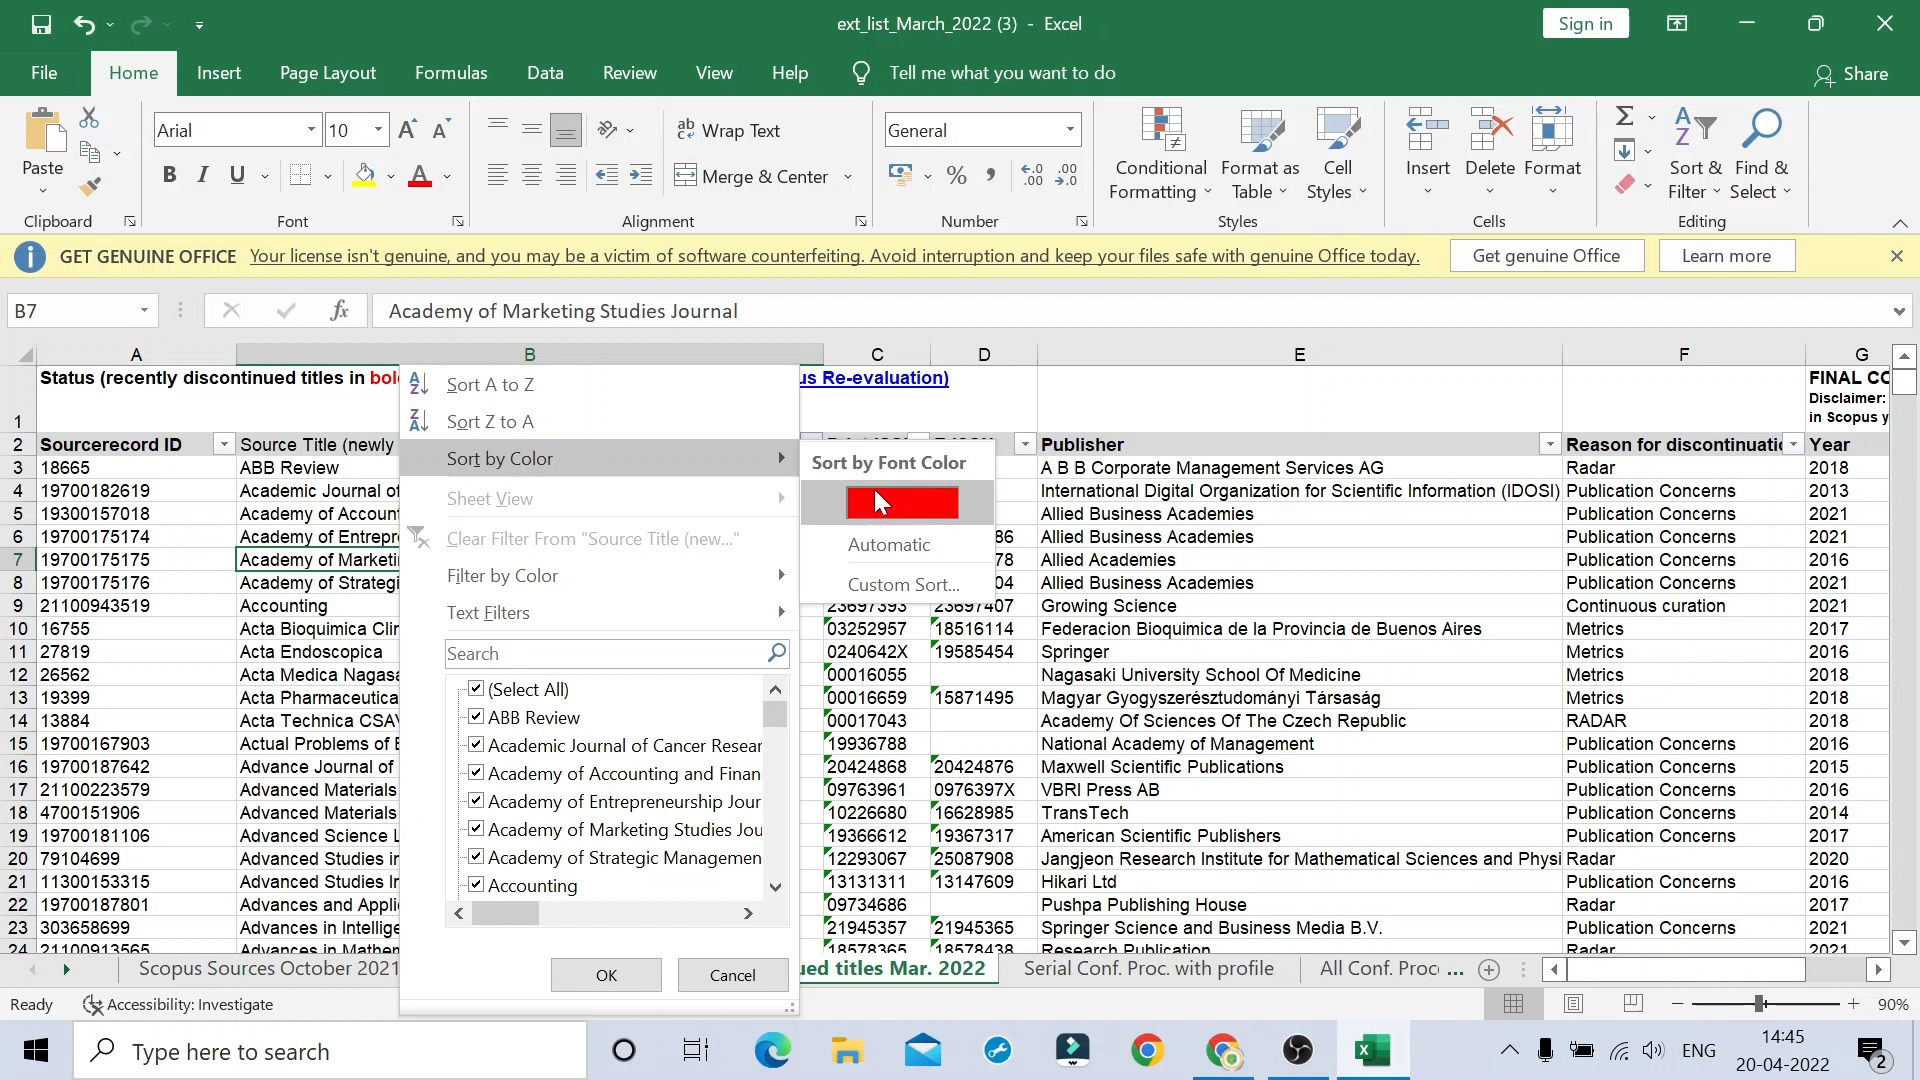 ext_list_March_2022 (3) - Excel
Sign in
File Home Insert Page Layout Formulas Data Review View Help Tell me what you want to do Share
Paste
Clipboard
Arial 10
B I U
Font
Wrap Text
Merge & Center
Alignment
General
Number
Conditional Formatting
Format as Table
Cell Styles
Styles
Insert Delete Format
Cells
Sort & Filter
Find & Select
Editing
GET GENUINE OFFICE Your license isn't genuine, and you may be a victim of software counterfeiting. Avoid interruption and keep your files safe with genuine Office today. Get genuine Office Learn more
B7 fx Academy of Marketing Studies Journal
A B C D E F G
1 Status (recently discontinued titles in Re-evaluation) FINAL
Disclaimer:
in Scopus
2 Sourcerecord ID Source Title (newly Publisher Reason for Year
3 18665 ABB Review A B B Corporate Management Services AG Radar 2018
4 19700182619 Academic Journal of International Digital Organization for Scientific Information (IDOSI) Publication Concerns 2013
5 19300157018 Academy of Allied Business Academies Publication Concerns 2021
6 19700175174 Academy of 86 Allied Business Academies Publication Concerns 2021
7 19700175175 Academy of 78 Allied Academies Publication Concerns 2016
8 19700175176 Academy of 04 Allied Business Academies Publication Concerns 2021
9 21100943519 Accounting 23697393 23697407 Growing Science Continuous curation 2021
10 16755 Acta Bioquimica 03252957 18516114 Federacion Bioquimica de la Provincia de Buenos Aires Metrics 2017
11 27819 Acta Endoscopica 0240642X 19585454 Springer Metrics 2016
12 26562 Acta Medica 00016055 Nagasaki University School Of Medicine Metrics 2018
13 19399 Acta Pharmaceutica 00016659 15871495 Magyar Gyogyszerésztudományi Társaság Metrics 2018
14 13884 Acta Technica 00017043 Academy Of Sciences Of The Czech Republic RADAR 2018
15 19700167903 Actual Problems of 19936788 National Academy of Management Publication Concerns 2016
16 19700187642 Advance Journal of 20424868 20424876 Maxwell Scientific Publications Publication Concerns 2015
17 21100223579 Advanced Materials 09763961 0976397X VBRI Press AB Publication Concerns 2016
18 4700151906 Advanced Materials 10226680 16628985 TransTech Publication Concerns 2014
19 19700181106 Advanced Science 19366612 19367317 American Scientific Publishers Publication Concerns 2017
20 79104699 Advanced Studies 12293067 25087908 Jangjeon Research Institute for Mathematical Sciences and Physi Radar 2020
21 11300153315 Advanced Studies 13131311 13147609 Hikari Ltd Publication Concerns 2016
22 19700187801 Advances and 09734686 Pushpa Publishing House Radar 2017
23 303658699 Advances in 21945357 21945365 Springer Science and Business Media B.V. Publication Concerns 2021
24 21100913565 Advances in 18578365 18578438 Research Publication Radar 2021
Sort A to Z
Sort Z to A
Sort by Color
Sheet View
Clear Filter From "Source Title (new..."
Filter by Color
Text Filters
Search
(Select All)
ABB Review
Academic Journal of Cancer Resear
Academy of Accounting and Finan
Academy of Entrepreneurship Jour
Academy of Marketing Studies Jou
Academy of Strategic Managemen
Accounting
OK Cancel
Sort by Font Color
Automatic
Custom Sort...
Scopus Sources October 2021 titles Mar. 2022 Serial Conf. Proc. with profile All Conf. ...
Ready Accessibility: Investigate 90%
Type here to search
ENG 14:45
20-04-2022
2